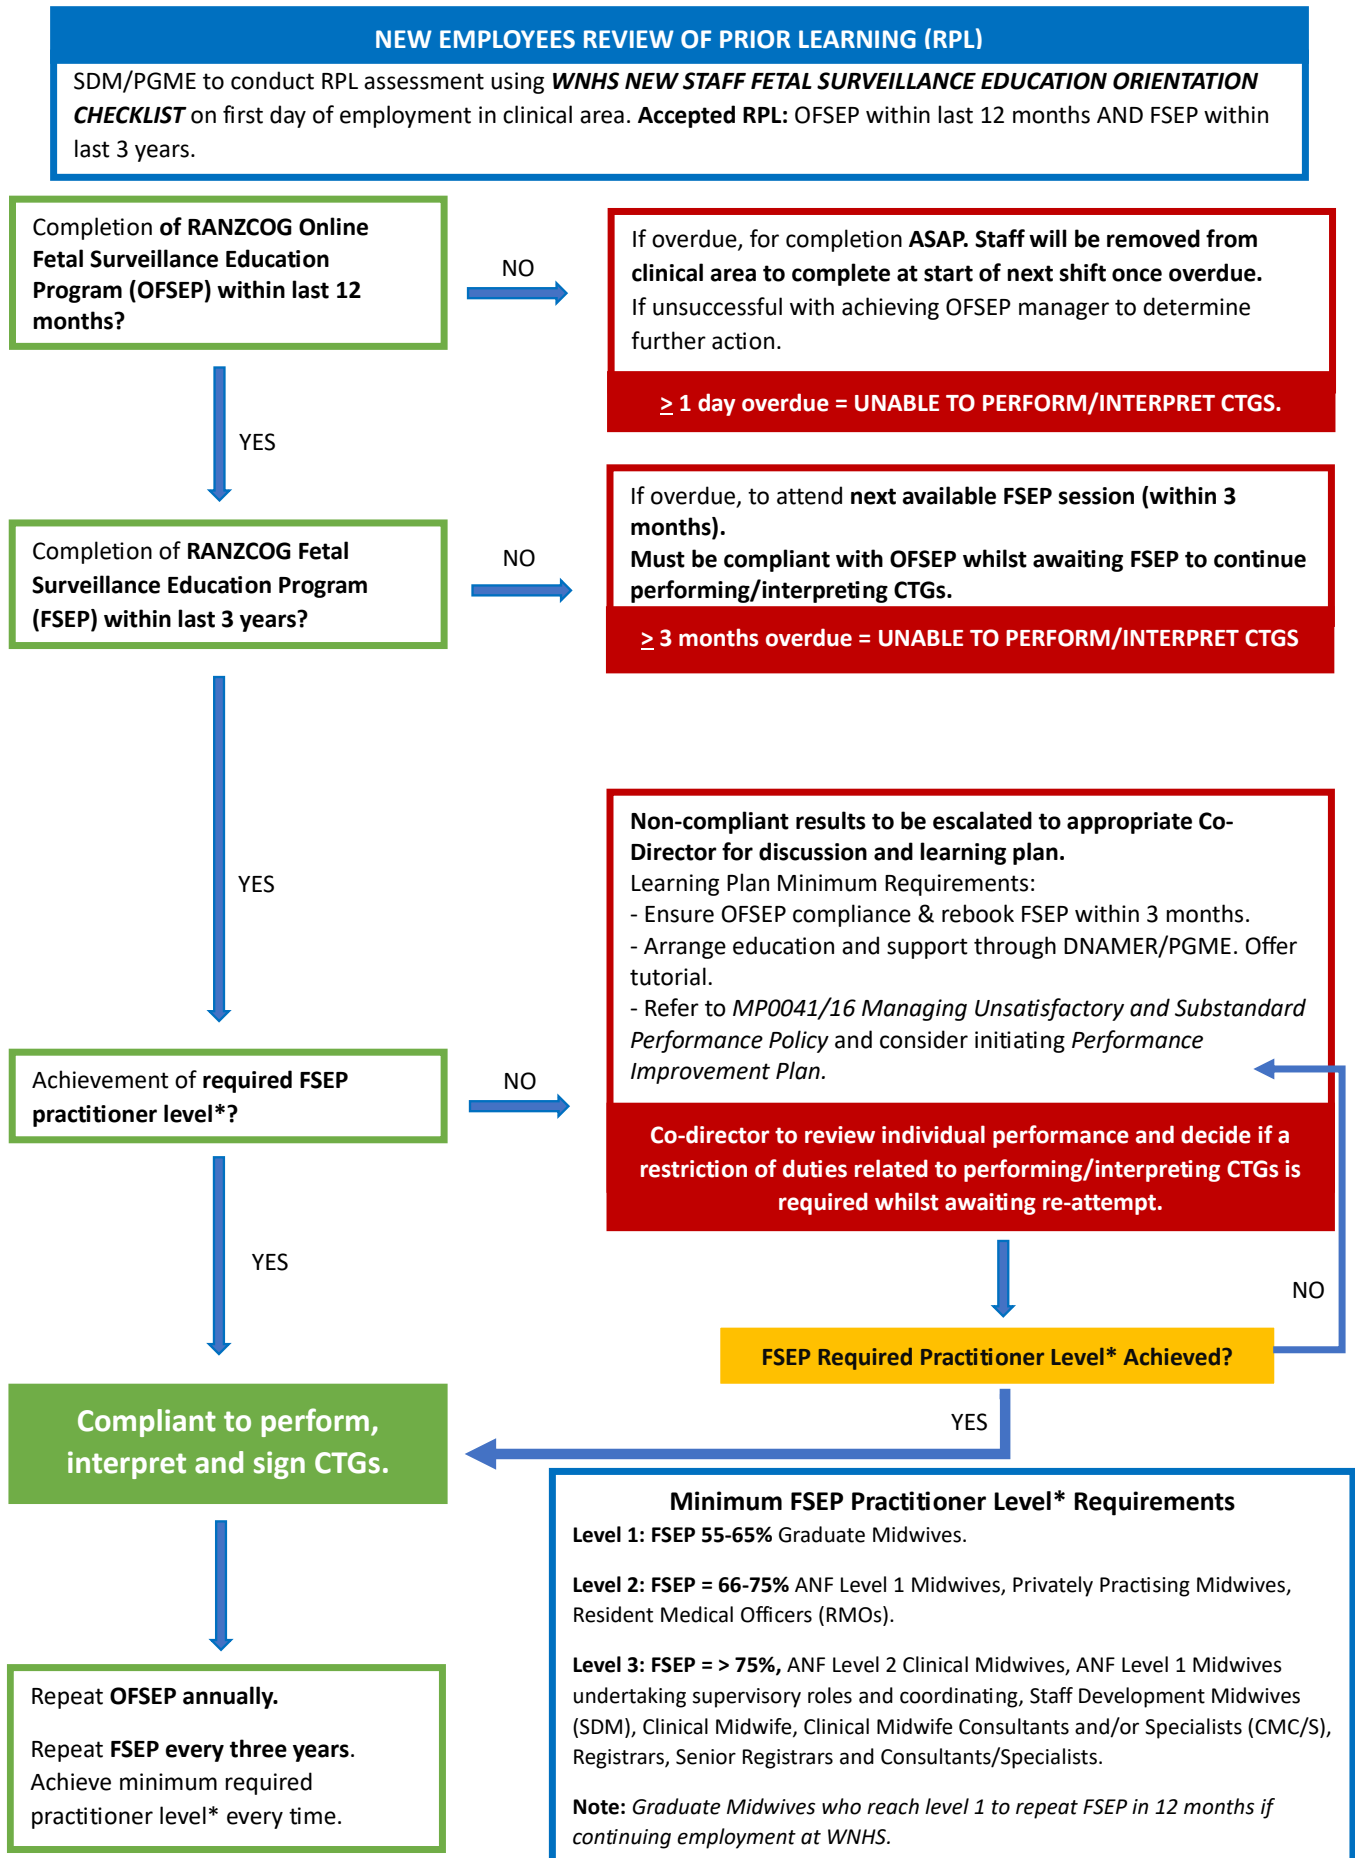 NEW EMPLOYEES REVIEW OF PRIOR LEARNING (RPL)
SDM/PGME to conduct RPL assessment using WNHS NEW STAFF FETAL SURVEILLANCE EDUCATION ORIENTATION
CHECKLIST on first day of employment in clinical area. Accepted RPL: OFSEP within last 12 months AND FSEP within
last 3 years.
Completion of RANZCOG Online
Fetal Surveillance Education
Program (OFSEP) within last 12
months?
NO
If overdue, for completion ASAP. Staff will be removed from
clinical area to complete at start of next shift once overdue.
If unsuccessful with achieving OFSEP manager to determine
further action.
≥ 1 day overdue = UNABLE TO PERFORM/INTERPRET CTGS.
YES
Completion of RANZCOG Fetal
Surveillance Education Program
(FSEP) within last 3 years?
NO
If overdue, to attend next available FSEP session (within 3
months).
Must be compliant with OFSEP whilst awaiting FSEP to continue
performing/interpreting CTGs.
≥ 3 months overdue = UNABLE TO PERFORM/INTERPRET CTGS
YES
Achievement of required FSEP
practitioner level*?
NO
Non-compliant results to be escalated to appropriate Co-
Director for discussion and learning plan.
Learning Plan Minimum Requirements:
- Ensure OFSEP compliance & rebook FSEP within 3 months.
- Arrange education and support through DNAMER/PGME. Offer
tutorial.
- Refer to MP0041/16 Managing Unsatisfactory and Substandard
Performance Policy and consider initiating Performance
Improvement Plan.
Co-director to review individual performance and decide if a
restriction of duties related to performing/interpreting CTGs is
required whilst awaiting re-attempt.
YES
NO
FSEP Required Practitioner Level* Achieved?
YES
Compliant to perform,
interpret and sign CTGs.
Minimum FSEP Practitioner Level* Requirements
Level 1: FSEP 55-65% Graduate Midwives.
Level 2: FSEP = 66-75% ANF Level 1 Midwives, Privately Practising Midwives,
Resident Medical Officers (RMOs).
Level 3: FSEP = > 75%, ANF Level 2 Clinical Midwives, ANF Level 1 Midwives
undertaking supervisory roles and coordinating, Staff Development Midwives
(SDM), Clinical Midwife, Clinical Midwife Consultants and/or Specialists (CMC/S),
Registrars, Senior Registrars and Consultants/Specialists.
Note: Graduate Midwives who reach level 1 to repeat FSEP in 12 months if
continuing employment at WNHS.
Repeat OFSEP annually.
Repeat FSEP every three years.
Achieve minimum required
practitioner level* every time.